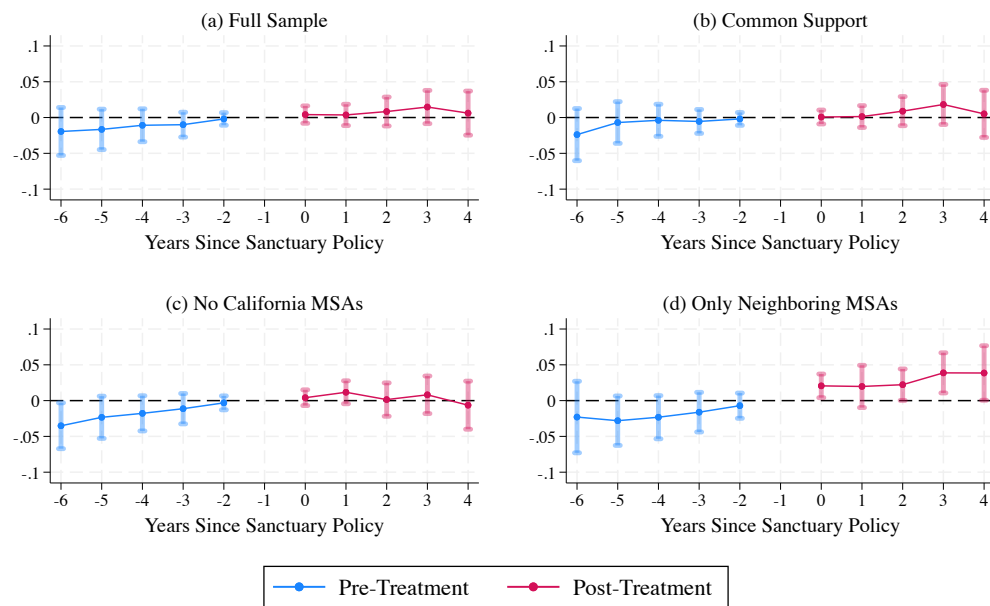 (a) Full Sample
.1
.05
0
-.05
-.1
-6 -5 -4 -3 -2 -1 0 1 2 3 4
Years Since Sanctuary Policy
(b) Common Support
.1
.05
0
-.05
-.1
-6 -5 -4 -3 -2 -1 0 1 2 3 4
Years Since Sanctuary Policy
(c) No California MSAs
.1
.05
0
-.05
-.1
-6 -5 -4 -3 -2 -1 0 1 2 3 4
Years Since Sanctuary Policy
(d) Only Neighboring MSAs
.1
.05
0
-.05
-.1
-6 -5 -4 -3 -2 -1 0 1 2 3 4
Years Since Sanctuary Policy
Pre-Treatment Post-Treatment